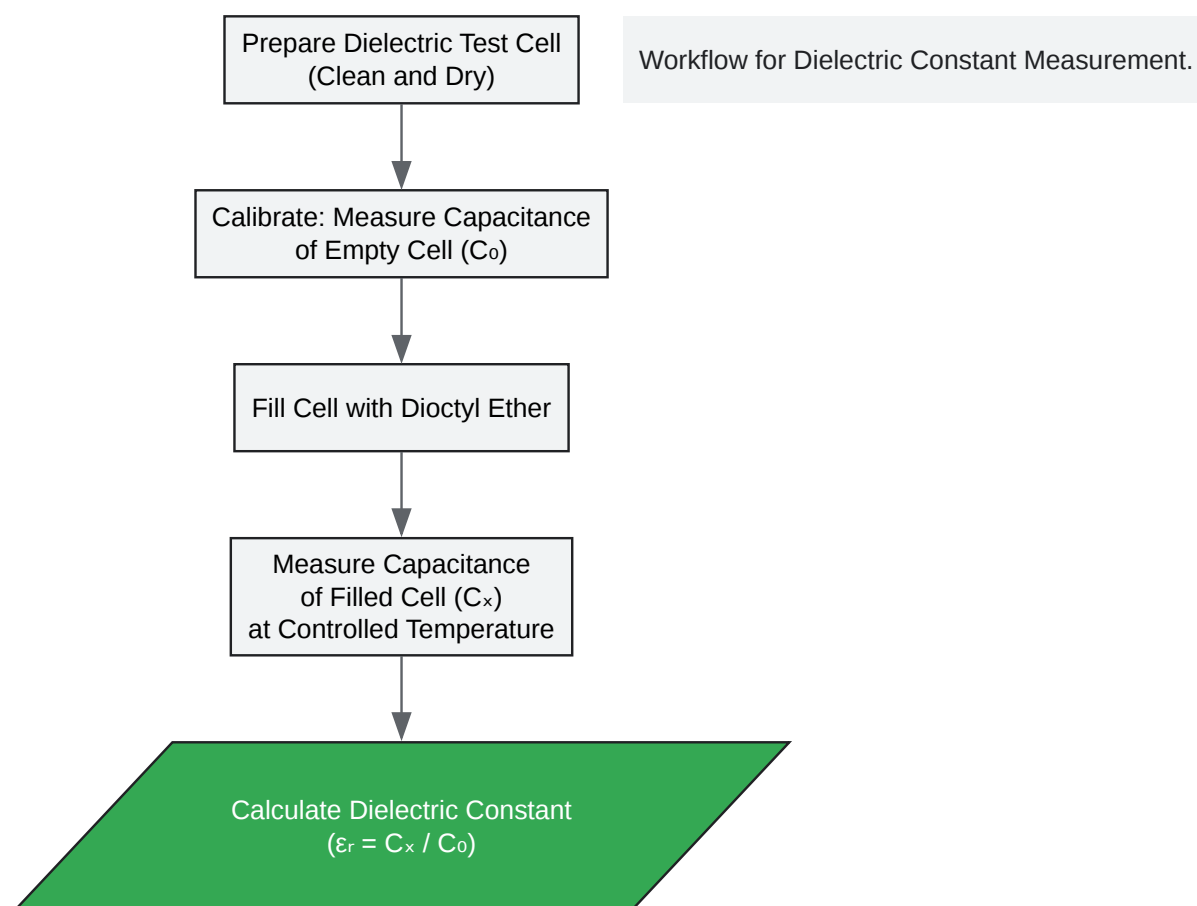 Prepare Dielectric Test Cell
(Clean and Dry)
Workflow for Dielectric Constant Measurement.
Calibrate: Measure Capacitance
of Empty Cell (C₀)
Fill Cell with Dioctyl Ether
Measure Capacitance
of Filled Cell (Cₓ)
at Controlled Temperature
Calculate Dielectric Constant
(εᵣ = Cₓ / C₀)